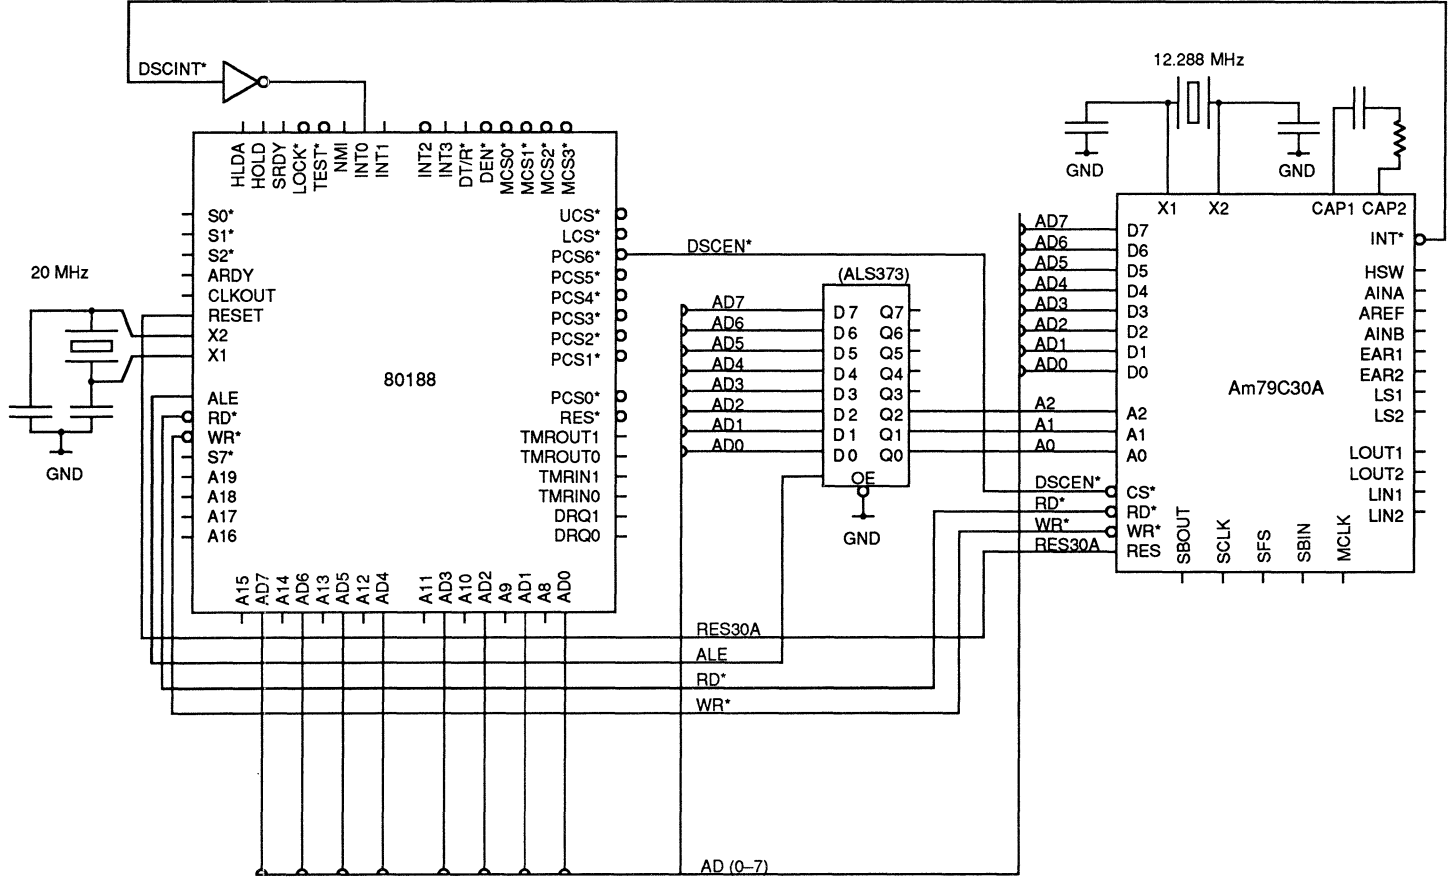 DSCINT*
12.288 MHz
GND
GND
HLDA
HOLD
SRDY
LOCK*
TEST*
NMI
INT0
INT1
INT2
INT3
DT/R*
DEN*
MCS0*
MCS1*
MCS2*
MCS3*
S0*
S1*
S2*
ARDY
CLKOUT
RESET
X2
X1
ALE
RD*
WR*
S7*
A19
A18
A17
A16
20 MHz
GND
80188
UCS*
LCS*
PCS6*
PCS5*
PCS4*
PCS3*
PCS2*
PCS1*
PCS0*
RES*
TMROUT1
TMROUT0
TMRIN1
TMRIN0
DRQ1
DRQ0
A15
AD7
A14
AD6
A13
AD5
A12
AD4
A11
AD3
A10
AD2
A9
AD1
A8
AD0
DSCEN*
(ALS373)
AD7
AD6
AD5
AD4
AD3
AD2
AD1
AD0
D7
D6
D5
D4
D3
D2
D1
D0
Q7
Q6
Q5
Q4
Q3
Q2
Q1
Q0
OE
GND
AD7
AD6
AD5
AD4
AD3
AD2
AD1
AD0
A2
A1
A0
DSCEN*
RD*
WR*
RES30A
X1
X2
CAP1
CAP2
D7
D6
D5
D4
D3
D2
D1
D0
A2
A1
A0
CS*
RD*
WR*
RES
Am79C30A
INT*
HSW
AINA
AREF
AINB
EAR1
EAR2
LS1
LS2
LOUT1
LOUT2
LIN1
LIN2
SBOUT
SCLK
SFS
SBIN
MCLK
RES30A
ALE
RD*
WR*
AD (0–7)